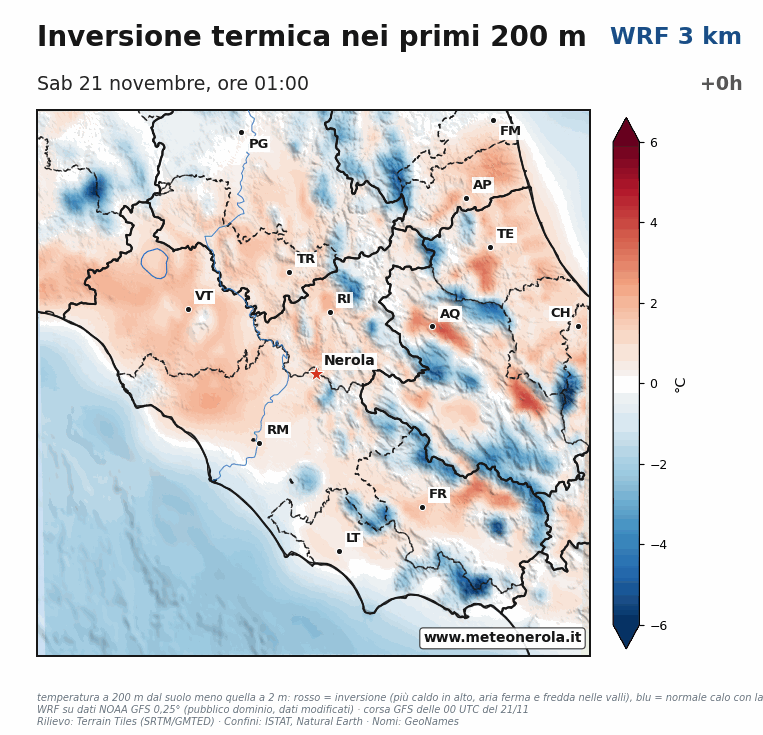 Inversione termica nei primi 200 m WRF 3 km
Sab 21 novembre, ore 01:00 +0h
FM
PG
AP
TE
TR
VT
RI
AQ
CH
Nerola
RM
FR
LT
6
4
2
0
−2
−4
−6
°C
www.meteonerola.it
temperatura a 200 m dal suolo meno quella a 2 m: rosso = inversione (più caldo in alto, aria ferma e fredda nelle valli), blu = normale calo con la
WRF su dati NOAA GFS 0,25° (pubblico dominio, dati modificati) · corsa GFS delle 00 UTC del 21/11
Rilievo: Terrain Tiles (SRTM/GMTED) · Confini: ISTAT, Natural Earth · Nomi: GeoNames